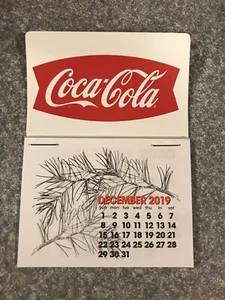 Coca-Cola
DECEMBER 2019
sun mon tue wed thu fri sat
1 2 3 4 5 6 7
8 9 10 11 12 13 14
15 16 17 18 19 20 21
22 23 24 25 26 27 28
29 30 31